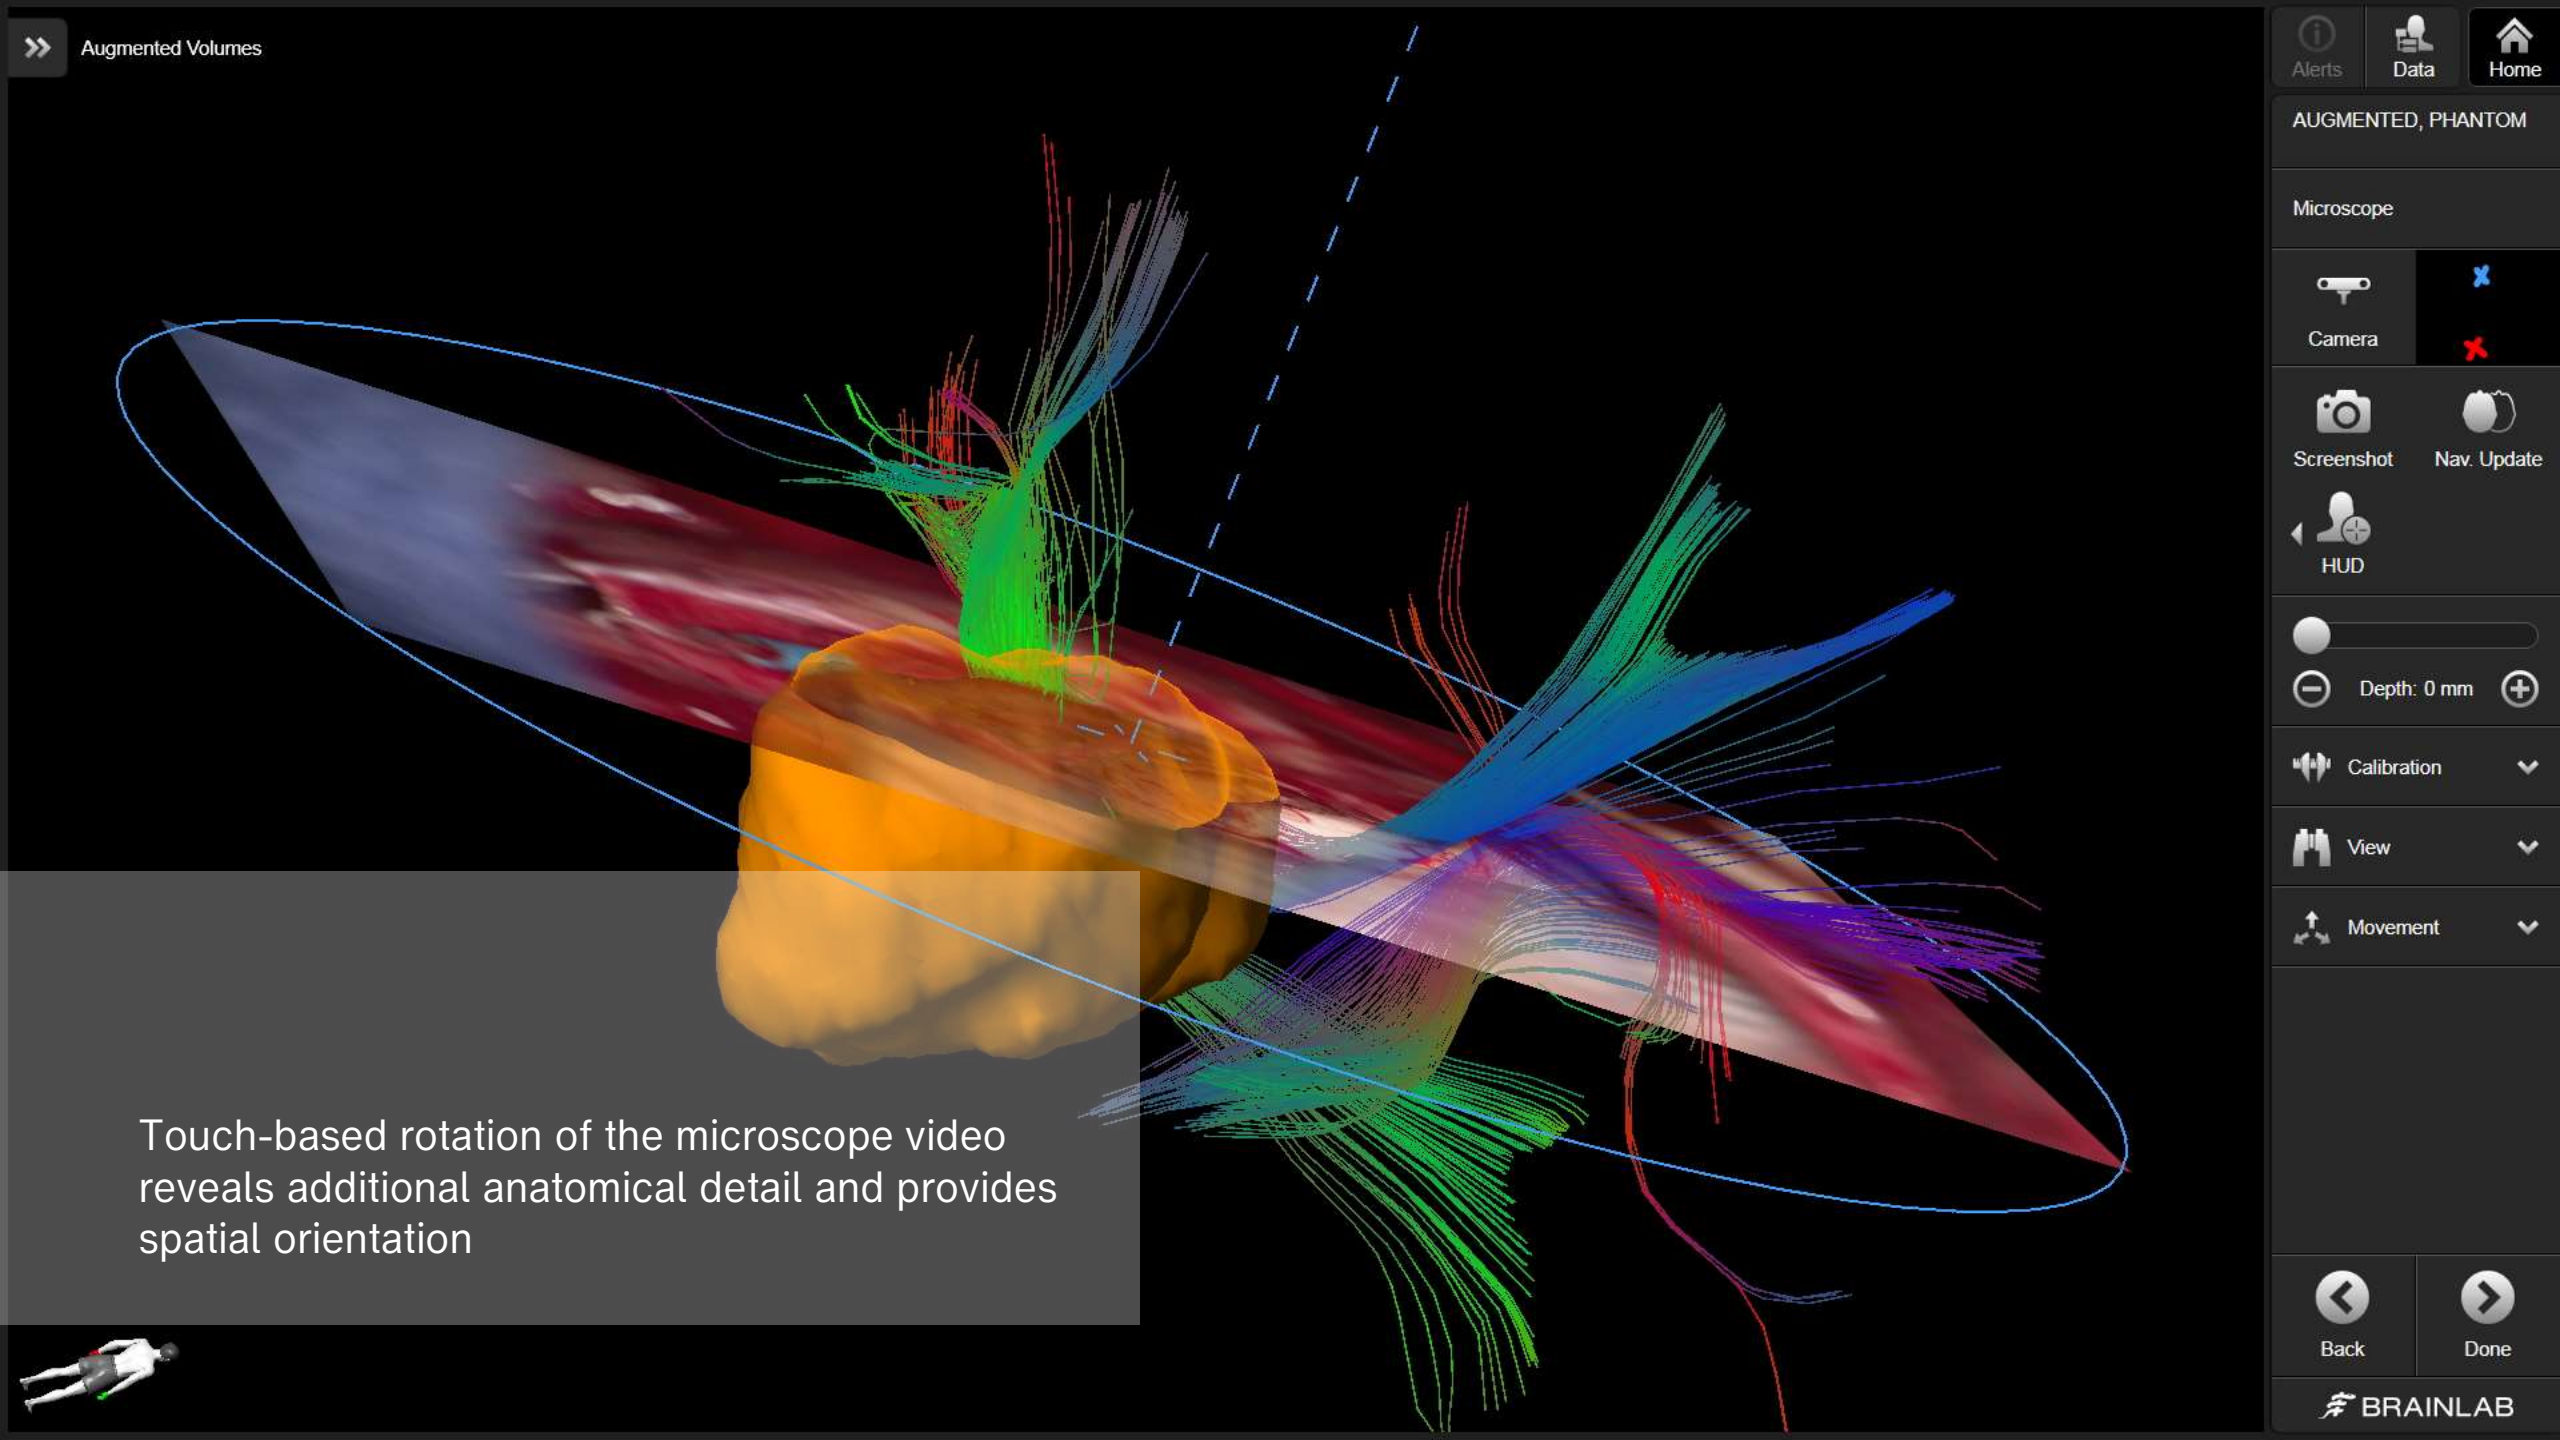 Augmented Volumes
Alerts
Data
Home
AUGMENTED, PHANTOM
Microscope
Camera
Screenshot
Nav. Update
HUD
Depth: 0 mm
Calibration
View
Movement
Touch-based rotation of the microscope video
reveals additional anatomical detail and provides
spatial orientation
Back
Done
BRAINLAB